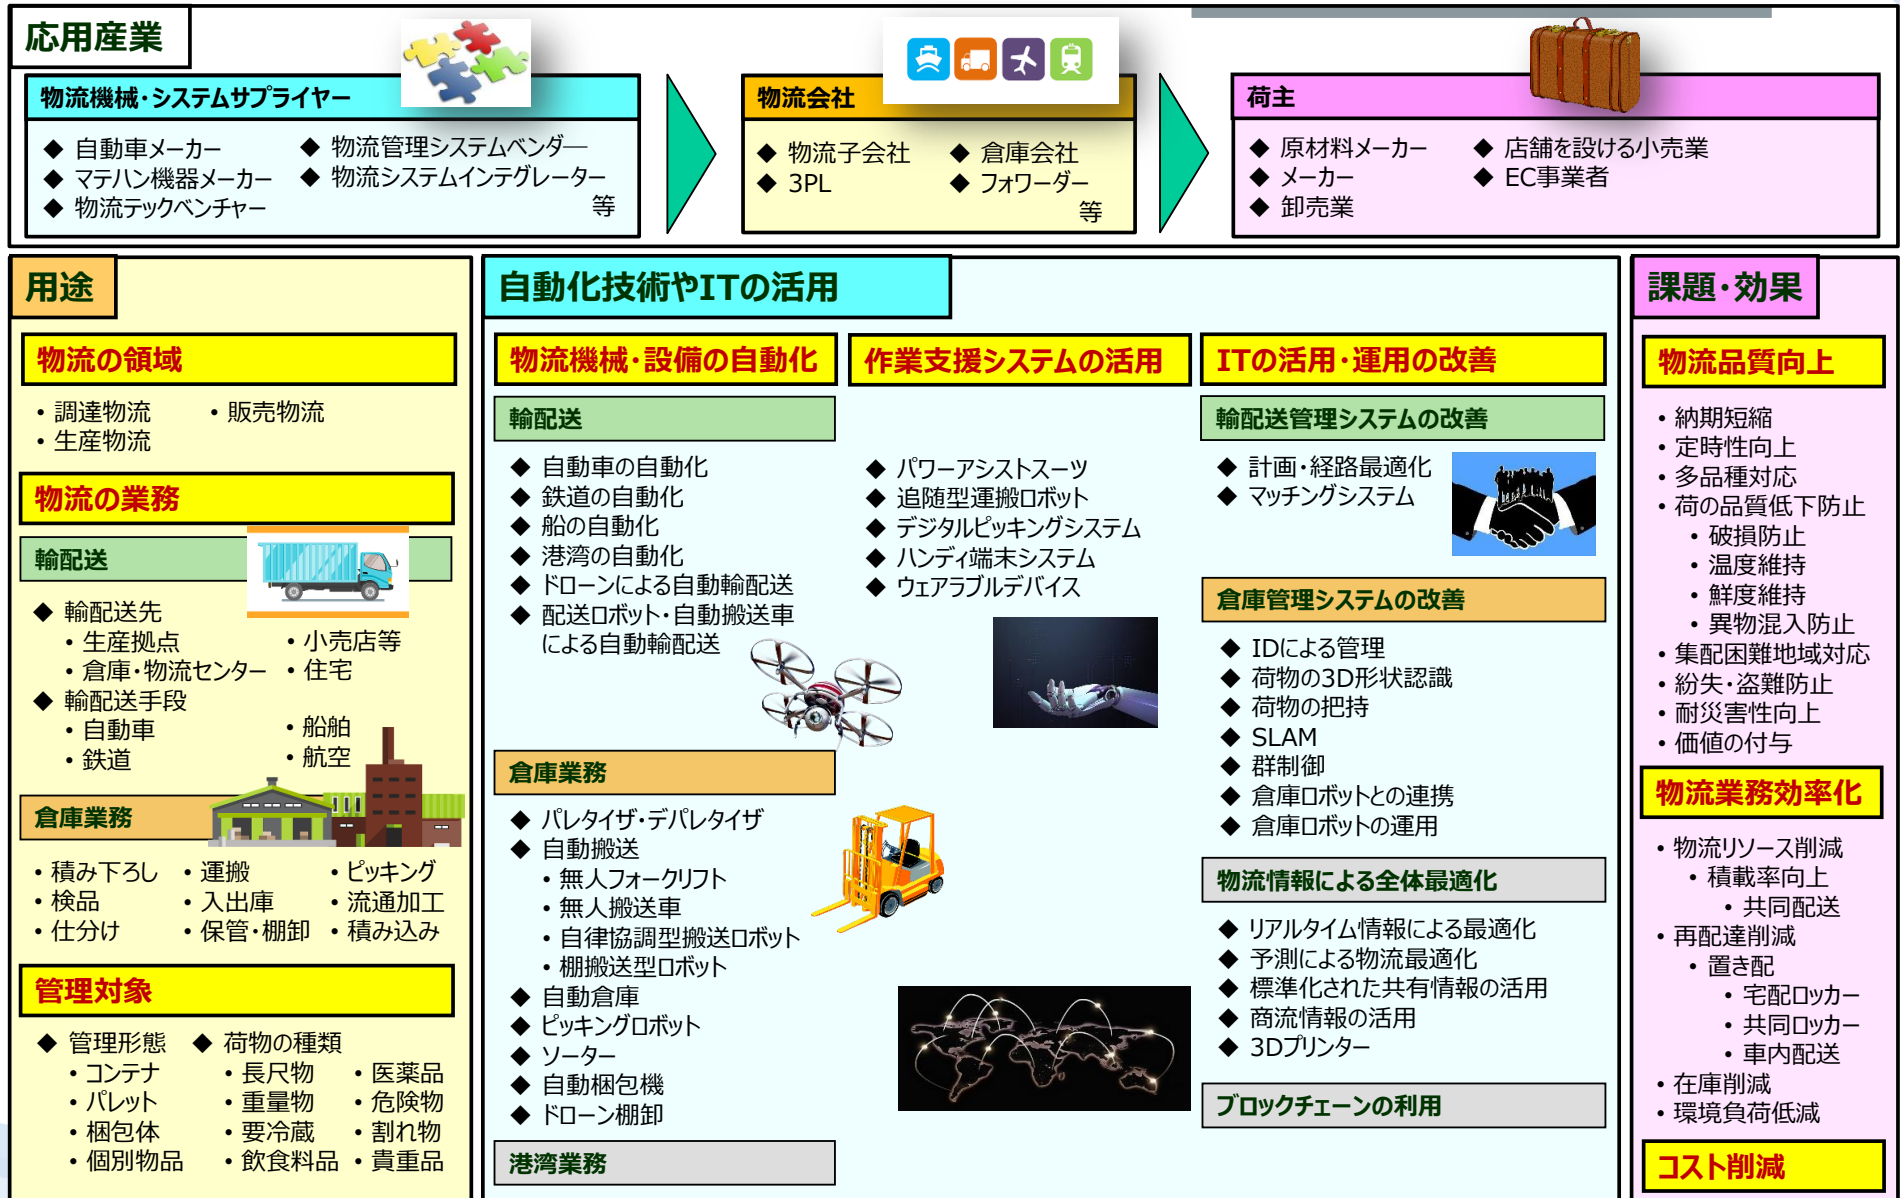 応用産業
物流機械・システムサプライヤー
◆ 自動車メーカー
◆ マテハン機器メーカー
◆ 物流テックベンチャー
◆ 物流管理システムベンダ―
◆ 物流システムインテグレーター
等
物流会社
◆ 物流子会社
◆ 3PL
◆ 倉庫会社
◆ フォワーダー
等
荷主
◆ 原材料メーカー
◆ メーカー
◆ 卸売業
◆ 店舗を設ける小売業
◆ EC事業者
用途
物流の領域
・調達物流
・生産物流
・販売物流
物流の業務
輸配送
◆ 輸配送先
・生産拠点
・倉庫・物流センター
・小売店等
・住宅
◆ 輸配送手段
・自動車
・鉄道
・船舶
・航空
倉庫業務
・積み下ろし
・検品
・仕分け
・運搬
・入出庫
・保管・棚卸
・ピッキング
・流通加工
・積み込み
管理対象
◆ 管理形態
・コンテナ
・パレット
・梱包体
・個別物品
◆ 荷物の種類
・長尺物
・重量物
・要冷蔵
・飲食料品
・医薬品
・危険物
・割れ物
・貴重品
自動化技術やITの活用
物流機械・設備の自動化
輸配送
◆ 自動車の自動化
◆ 鉄道の自動化
◆ 船の自動化
◆ 港湾の自動化
◆ ドローンによる自動輸配送
◆ 配送ロボット・自動搬送車
による自動輸配送
倉庫業務
◆ パレタイザ・デパレタイザ
◆ 自動搬送
・無人フォークリフト
・無人搬送車
・自律協調型搬送ロボット
・棚搬送型ロボット
◆ 自動倉庫
◆ ピッキングロボット
◆ ソーター
◆ 自動梱包機
◆ ドローン棚卸
港湾業務
作業支援システムの活用
◆ パワーアシストスーツ
◆ 追随型運搬ロボット
◆ デジタルピッキングシステム
◆ ハンディ端末システム
◆ ウェアラブルデバイス
ITの活用・運用の改善
輸配送管理システムの改善
◆ 計画・経路最適化
◆ マッチングシステム
倉庫管理システムの改善
◆ IDによる管理
◆ 荷物の3D形状認識
◆ 荷物の把持
◆ SLAM
◆ 群制御
◆ 倉庫ロボットとの連携
◆ 倉庫ロボットの運用
物流情報による全体最適化
◆ リアルタイム情報による最適化
◆ 予測による物流最適化
◆ 標準化された共有情報の活用
◆ 商流情報の活用
◆ 3Dプリンター
ブロックチェーンの利用
課題・効果
物流品質向上
・納期短縮
・定時性向上
・多品種対応
・荷の品質低下防止
・破損防止
・温度維持
・鮮度維持
・異物混入防止
・集配困難地域対応
・紛失・盗難防止
・耐災害性向上
・価値の付与
物流業務効率化
・物流リソース削減
・積載率向上
・共同配送
・再配達削減
・置き配
・宅配ロッカー
・共同ロッカー
・車内配送
・在庫削減
・環境負荷低減
コスト削減